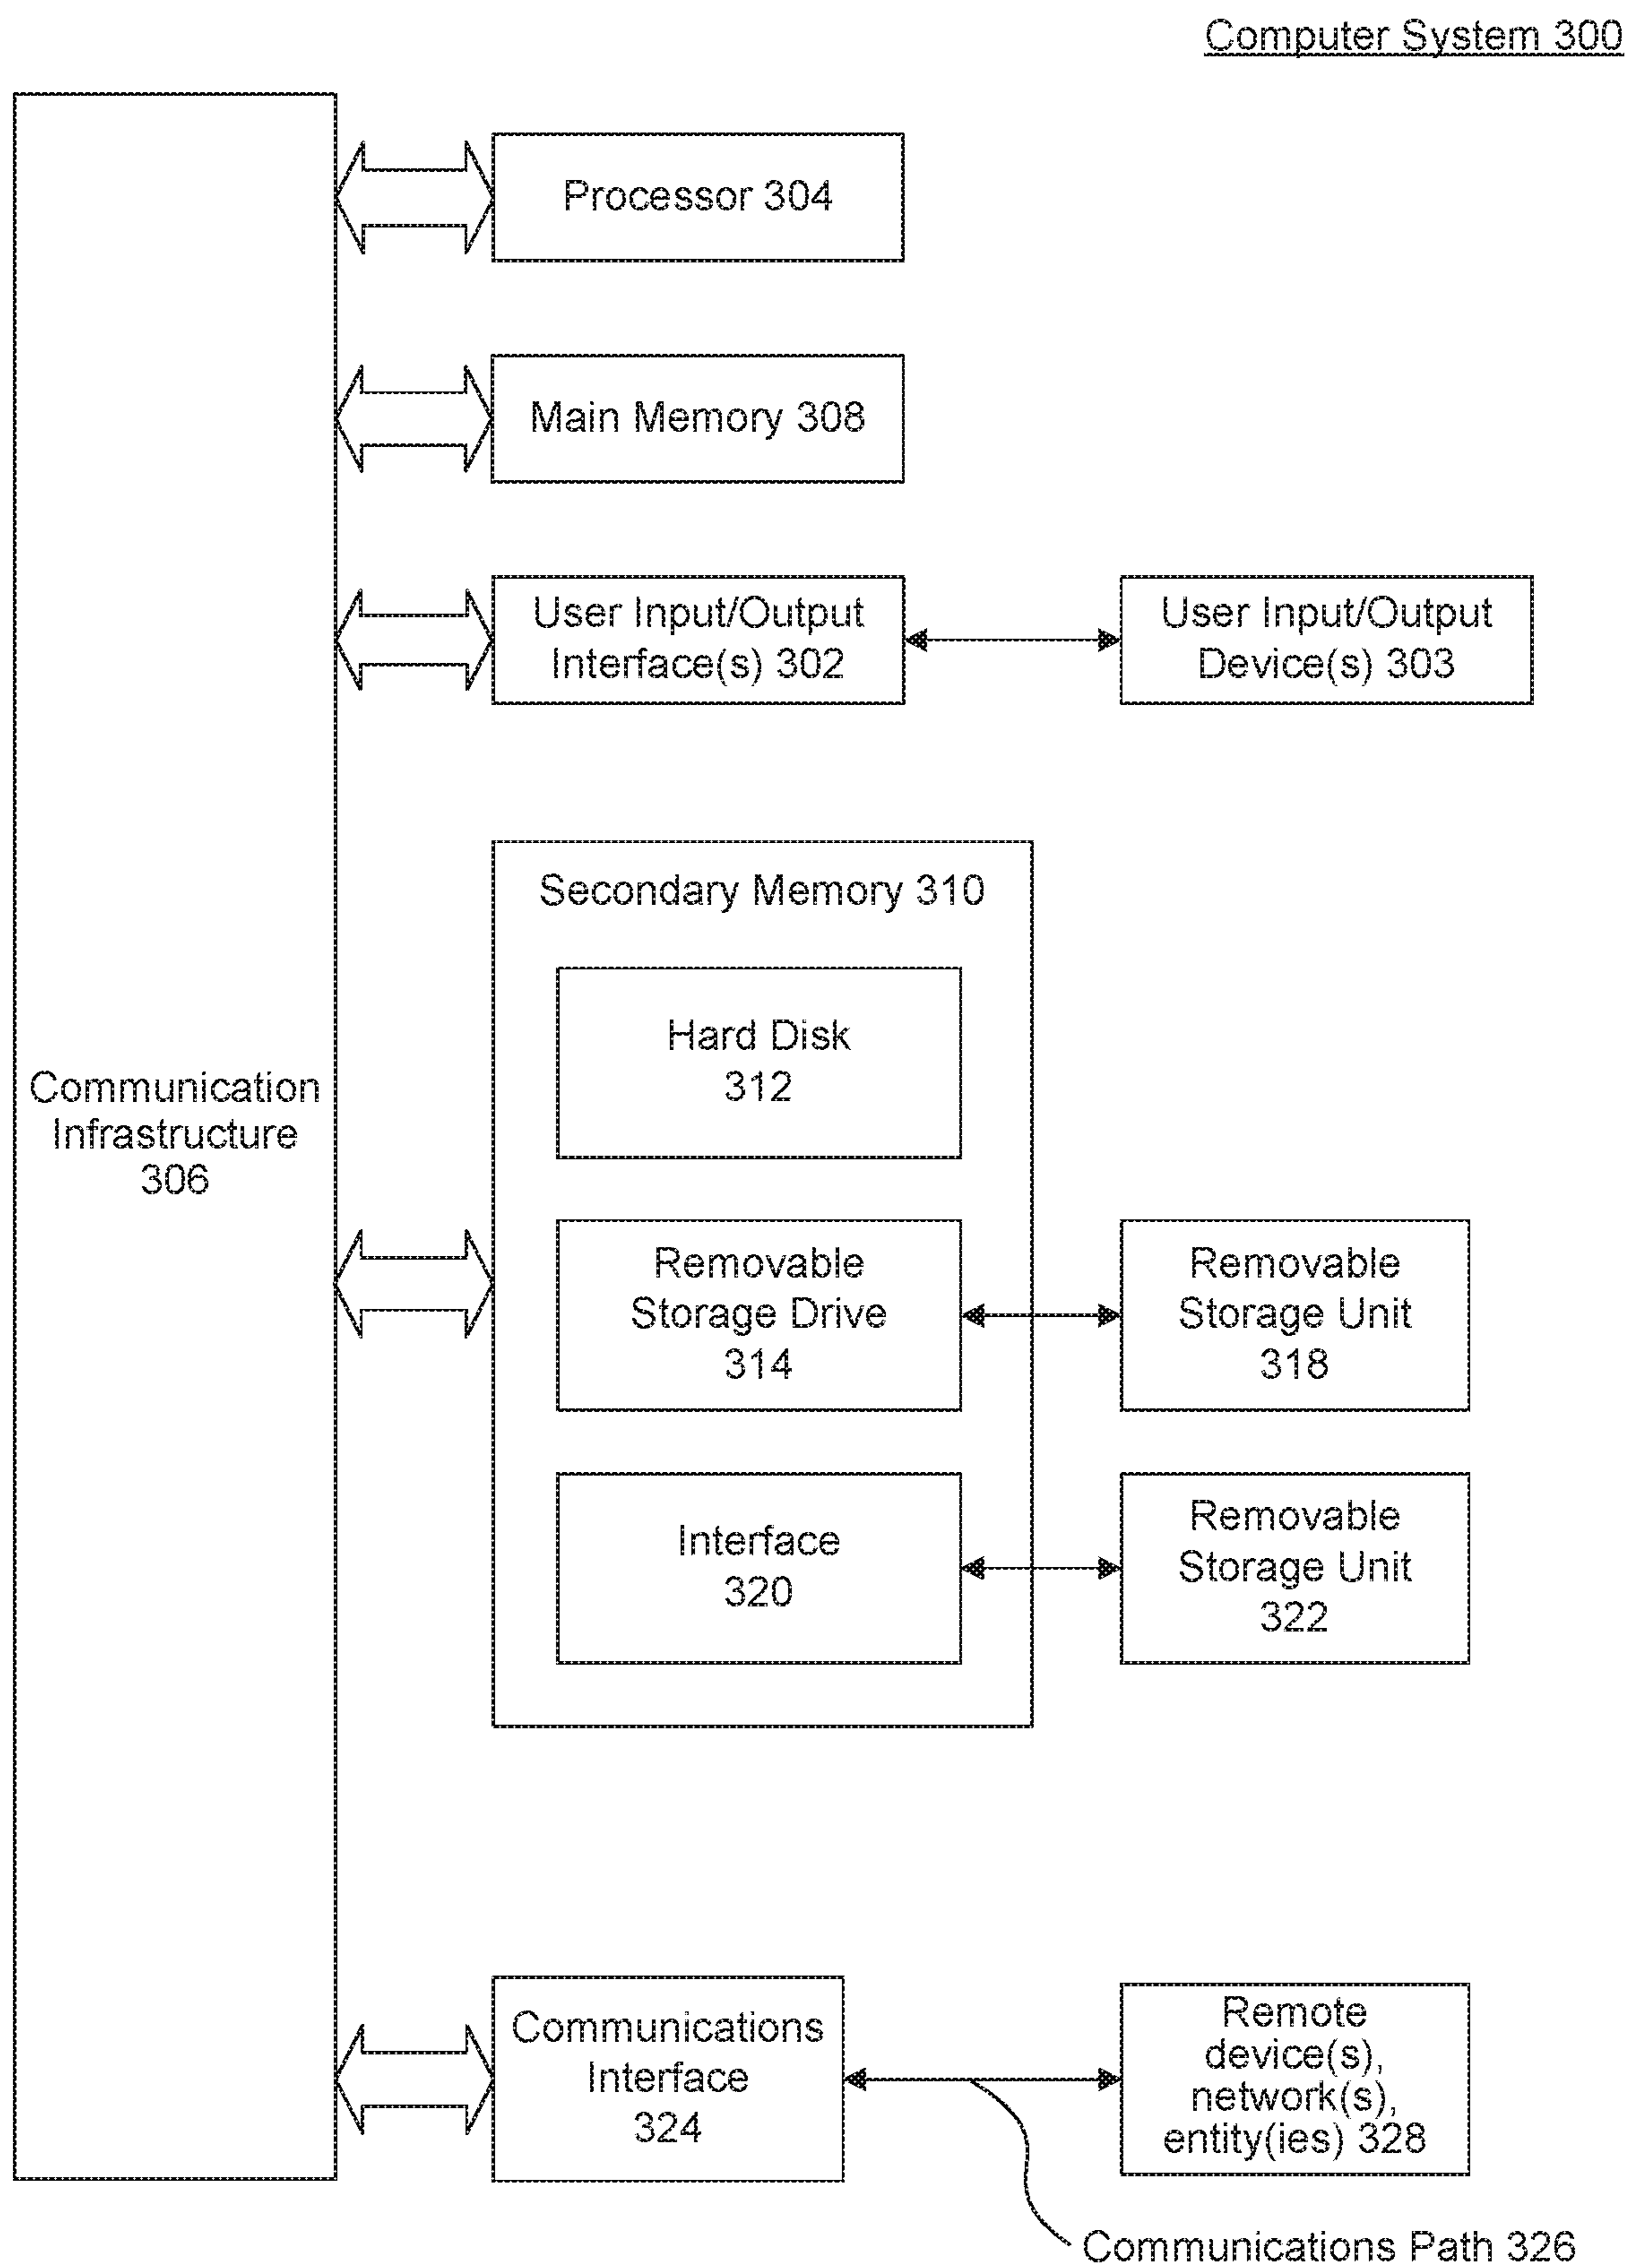 Computer System 300
Processor 304
Main Memory 308
User Input/Output
Interface(s) 302
User Input/Output
Device(s) 303
Secondary Memory 310
Hard Disk
312
Communication
Infrastructure
306
Removable
Storage Drive
314
Removable
Storage Unit
318
Interface
320
Removable
Storage Unit
322
Communications
Interface
324
Remote
device(s),
network(s),
entity(ies) 328
Communications Path 326